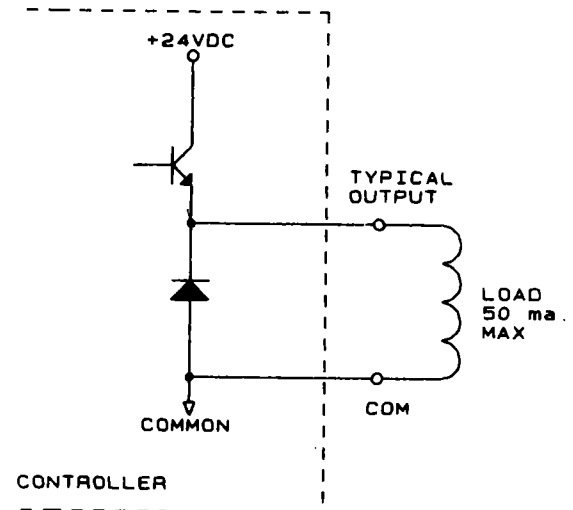 +24VDC
TYPICAL
OUTPUT
LOAD
50 ma.
MAX
COM
COMMON
CONTROLLER